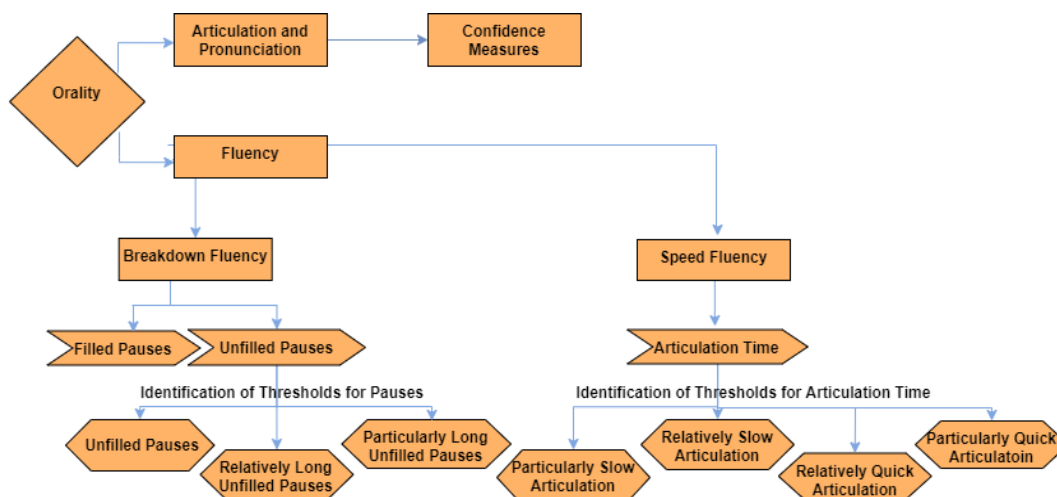 Articulation and
Pronunciation
Confidence
Measures
Orality
Fluency
Breakdown Fluency
Speed Fluency
Filled Pauses
Unfilled Pauses
Articulation Time
Identification of Thresholds for Pauses
Identification of Thresholds for Articulation Time
Unfilled Pauses
Relatively Long
Unfilled Pauses
Particularly Long
Unfilled Pauses
Particularly Slow
Articulation
Relatively Slow
Articulation
Relatively Quick
Articulation
Particularly Quick
Articulatoin